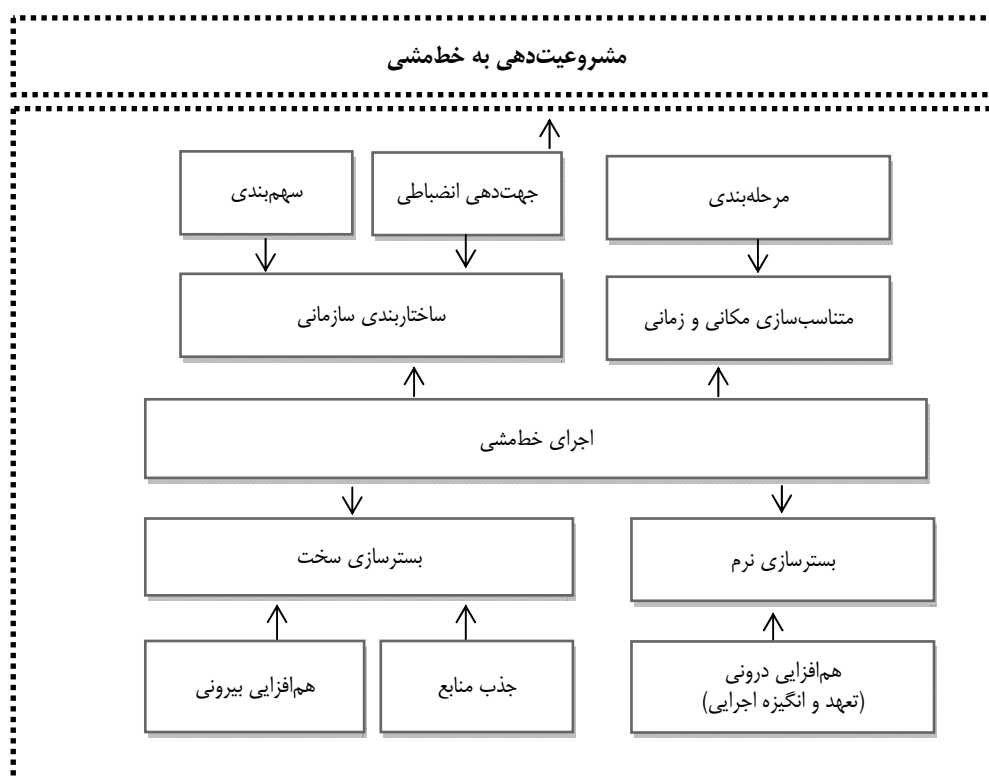 مشروعیت‌دهی به خط‌مشی
مرحله‌بندی
جهت‌دهی انضباطی
سهم‌بندی
متناسب‌سازی مکانی و زمانی
ساختاربندی سازمانی
اجرای خط‌مشی
بسترسازی نرم
بسترسازی سخت
هم‌افزایی درونی
(تعهد و انگیزه اجرایی)
جذب منابع
هم‌افزایی بیرونی